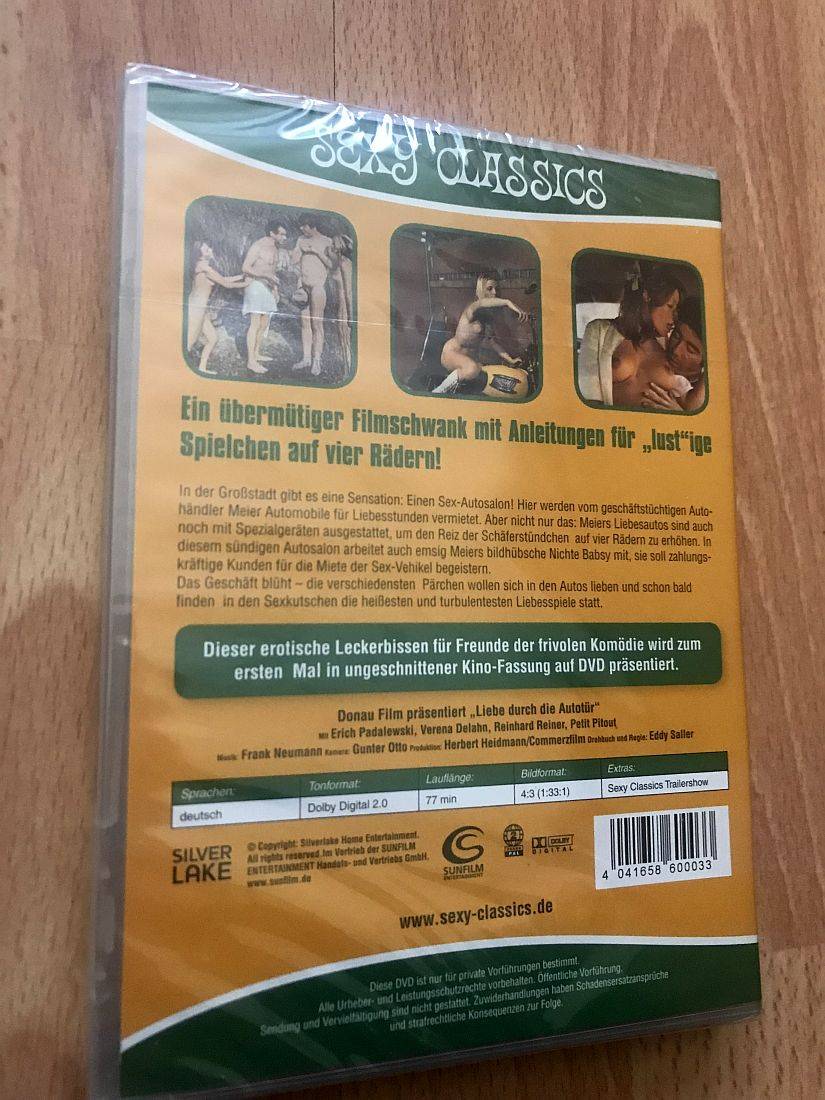 SEXY CLASSICS
Ein übermütiger Filmschwank mit Anleitungen für „lust“ige
Spielchen auf vier Rädern!
In der Großstadt gibt es eine Sensation: Einen Sex-Autosalon! Hier werden vom geschäftstüchtigen Auto-
händler Meier Automobile für Liebesstunden vermietet. Aber nicht nur das: Meiers Liebesautos sind auch
noch mit Spezialgeräten ausgestattet, um den Reiz der Schäferstündchen auf vier Rädern zu erhöhen. In
diesem sündigen Autosalon arbeitet auch emsig Meiers bildhübsche Nichte Babsy mit, sie soll zahlungs-
kräftige Kunden für die Miete der Sex-Vehikel begeistern.
Das Geschäft blüht – die verschiedensten Pärchen wollen sich in den Autos lieben und schon bald
finden in den Sexkutschen die heißesten und turbulentesten Liebesspiele statt.
Dieser erotische Leckerbissen für Freunde der frivolen Komödie wird zum
ersten Mal in ungeschnittener Kino-Fassung auf DVD präsentiert.
Donau Film präsentiert „Liebe durch die Autotür“
Mit Erich Padalewski, Verena Delahn, Reinhard Reiner, Petit Pitout
Musik: Frank Neumann Kamera: Gunter Otto Produktion: Herbert Heidmann/Commerzfilm Drehbuch und Regie: Eddy Saller
Sprachen: Tonformat: Lauflänge: Bildformat: Extras:
deutsch Dolby Digital 2.0 77 min 4:3 (1:33:1) Sexy Classics Trailershow
SILVER
LAKE
© Copyright: Silverlake Home Entertainment.
All rights reserved.Im Vertrieb der SUNFILM
ENTERTAINMENT Handels- und Vertriebs GmbH.
www.sunfilm.de
SUNFILM
ENTERTAINMENT
2
PAL
DOLBY
DIGITAL
4 041658 600033
www.sexy-classics.de
Diese DVD ist nur für private Vorführungen bestimmt.
Alle Urheber- und Leistungsschutzrechte vorbehalten. Öffentliche Vorführung,
Sendung und Vervielfältigung sind nicht gestattet. Zuwiderhandlungen haben Schadensersatzansprüche
und strafrechtliche Konsequenzen zur Folge.